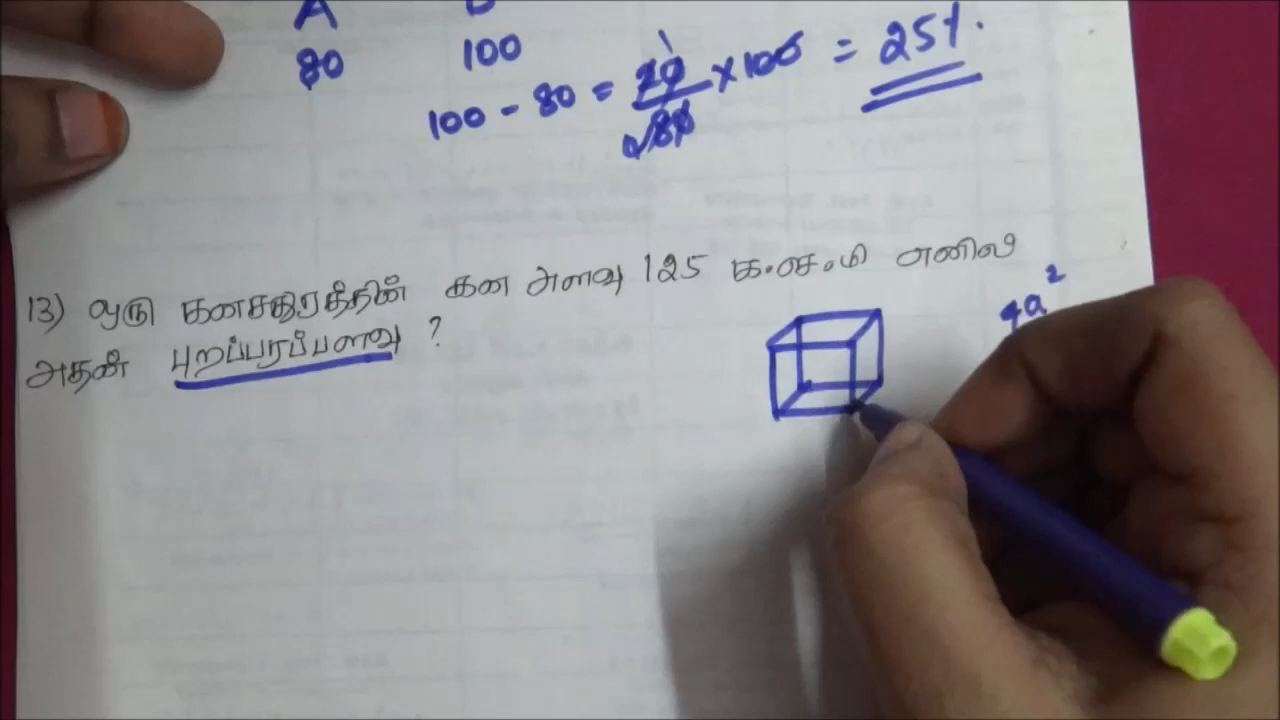 A
80 100
100 - 80 = 20/80 × 100 = 25%.
13) ஒரு கனசதுரத்தின் கன அளவு 125 க.செ.மி எனில்
4a²
அதன் புறப்பரப்பளவு ?